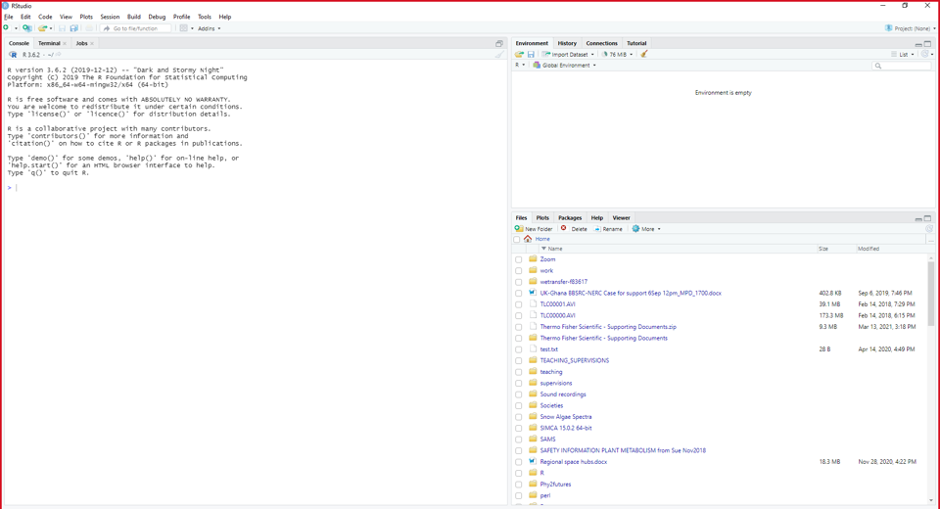 RStudio
File Edit Code View Plots Session Build Debug Profile Tools Help
Go to file/function
Addins
Project: (None)
Console Terminal Jobs
R 3.6.2 · ~/
R version 3.6.2 (2019-12-12) -- "Dark and Stormy Night"
Copyright (C) 2019 The R Foundation for Statistical Computing
Platform: x86_64-w64-mingw32/x64 (64-bit)
R is free software and comes with ABSOLUTELY NO WARRANTY.
You are welcome to redistribute it under certain conditions.
Type 'license()' or 'licence()' for distribution details.
R is a collaborative project with many contributors.
Type 'contributors()' for more information and
'citation()' on how to cite R or R packages in publications.
Type 'demo()' for some demos, 'help()' for on-line help, or
'help.start()' for an HTML browser interface to help.
Type 'q()' to quit R.
>
Environment History Connections Tutorial
Import Dataset 76 MiB List
R Global Environment
Environment is empty
Files Plots Packages Help Viewer
New Folder Delete Rename More
Home
Name Size Modified
Zoom
work
wetransfer-f83617
UK-Ghana BBSRC-NERC Case for support 6Sep 12pm_MPD_1700.docx 402.8 KB Sep 6, 2019, 7:46 PM
TLC00001.AVI 39.1 MB Feb 14, 2018, 7:29 PM
TLC00000.AVI 173.3 MB Feb 14, 2018, 6:15 PM
Thermo Fisher Scientific - Supporting Documents.zip 9.3 MB Mar 13, 2021, 3:18 PM
Thermo Fisher Scientific - Supporting Documents
test.txt 28 B Apr 14, 2020, 4:49 PM
TEACHING_SUPERVISIONS
teaching
supervisions
Sound recordings
Societies
Snow Algae Spectra
SIMCA 15.0.2 64-bit
SAMS
SAFETY INFORMATION PLANT METABOLISM from Sue Nov2018
Regional space hubs.docx 18.3 MB Nov 28, 2020, 4:22 PM
R
Phy2futures
perl